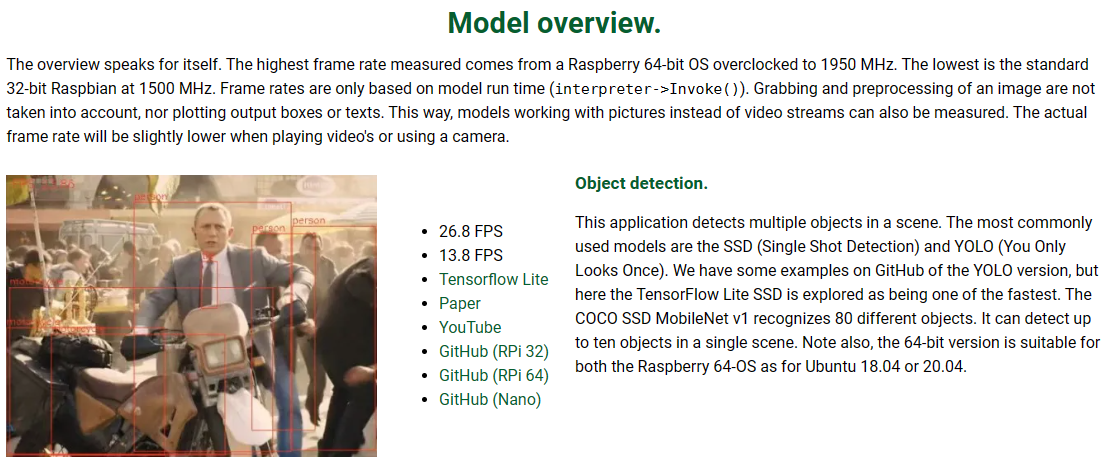 Model overview.
The overview speaks for itself. The highest frame rate measured comes from a Raspberry 64-bit OS overclocked to 1950 MHz. The lowest is the standard
32-bit Raspbian at 1500 MHz. Frame rates are only based on model run time (interpreter->Invoke()). Grabbing and preprocessing of an image are not
taken into account, nor plotting output boxes or texts. This way, models working with pictures instead of video streams can also be measured. The actual
frame rate will be slightly lower when playing video's or using a camera.
person
person
person
26.8 FPS
13.8 FPS
Tensorflow Lite
Paper
YouTube
GitHub (RPi 32)
GitHub (RPi 64)
GitHub (Nano)
Object detection.
This application detects multiple objects in a scene. The most commonly
used models are the SSD (Single Shot Detection) and YOLO (You Only
Looks Once). We have some examples on GitHub of the YOLO version, but
here the TensorFlow Lite SSD is explored as being one of the fastest. The
COCO SSD MobileNet v1 recognizes 80 different objects. It can detect up
to ten objects in a single scene. Note also, the 64-bit version is suitable for
both the Raspberry 64-OS as for Ubuntu 18.04 or 20.04.